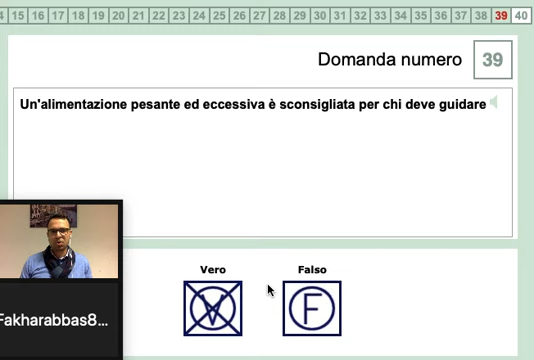 15 16 17 18 19 20 21 22 23 24 25 26 27 28 29 30 31 32 33 34 35 36 37 38 39 40
Domanda numero 39
Un'alimentazione pesante ed eccessiva è sconsigliata per chi deve guidare
Vero Falso
V F
Fakharabbas8...